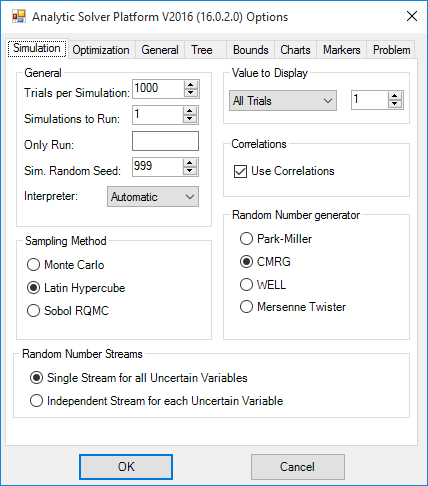 Analytic Solver Platform V2016 (16.0.2.0) Options
Simulation Optimization General Tree Bounds Charts Markers Problem
General
Trials per Simulation: 1000
Simulations to Run: 1
Only Run:
Sim. Random Seed: 999
Interpreter: Automatic
Value to Display
All Trials 1
Correlations
Use Correlations
Sampling Method
Monte Carlo
Latin Hypercube
Sobol RQMC
Random Number generator
Park-Miller
CMRG
WELL
Mersenne Twister
Random Number Streams
Single Stream for all Uncertain Variables
Independent Stream for each Uncertain Variable
OK Cancel